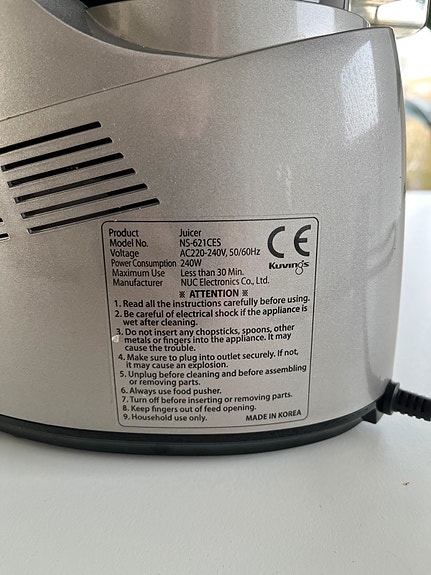 Product Juicer
Model No. NS-621CES
Voltage AC220-240V, 50/60Hz
Power Consumption 240W
Maximum Use Less than 30 Min.
Manufacturer NUC Electronics Co., Ltd.
CE
Kuvings
※ ATTENTION ※
1. Read all the instructions carefully before using.
2. Be careful of electrical shock if the appliance is
wet after cleaning.
3. Do not insert any chopsticks, spoons, other
metals or fingers into the appliance. It may
cause the trouble.
4. Make sure to plug into outlet securely. If not,
it may cause an explosion.
5. Unplug before cleaning and before assembling
or removing parts.
6. Always use food pusher.
7. Turn off before inserting or removing parts.
8. Keep fingers out of feed opening.
9. Household use only. MADE IN KOREA